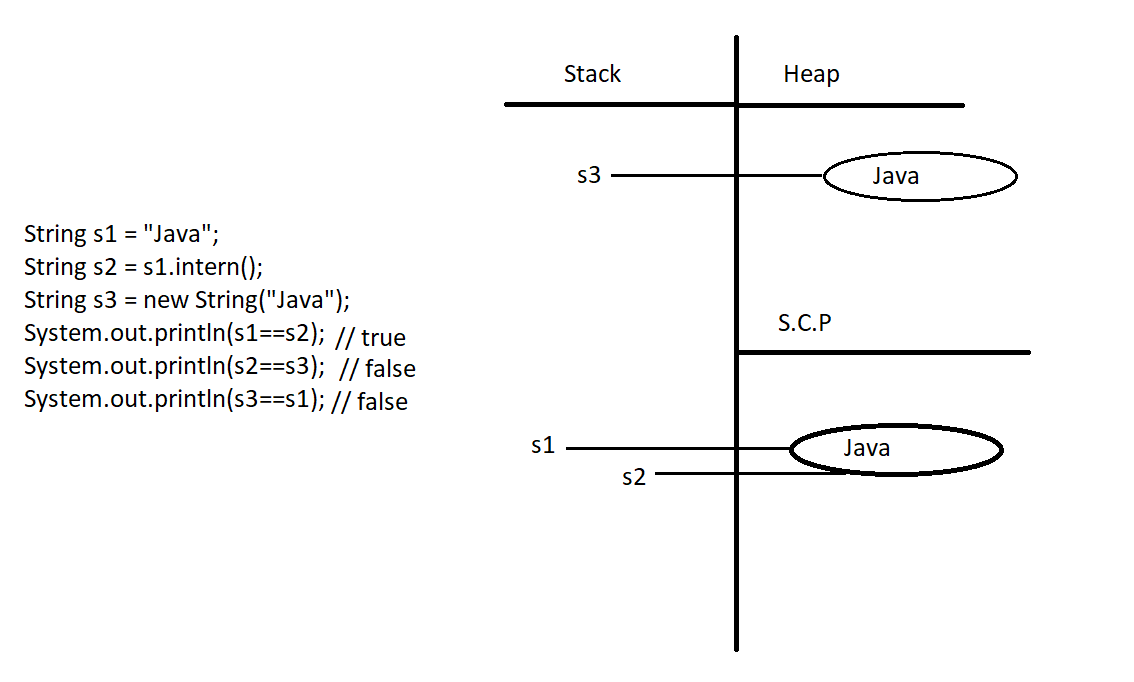 Stack
Heap
s3
Java
String s1 = "Java";
String s2 = s1.intern();
String s3 = new String("Java");
System.out.println(s1==s2); // true
System.out.println(s2==s3); // false
System.out.println(s3==s1); // false
S.C.P
s1
Java
s2